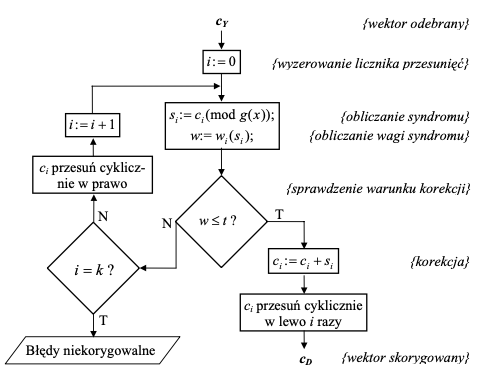 c_Y {wektor odebrany}
i:=0 {wyzerowanie licznika przesunięć}
i:= i + 1
s_i:= c_i(mod g(x)); {obliczanie syndromu}
w:= w_i(s_i); {obliczanie wagi syndromu}
c_i przesuń cyklicz-
nie w prawo
{sprawdzenie warunku korekcji}
N
N
w ≤ t ?
T
i = k ?
c_i := c_i + s_i {korekcja}
T
c_i przesuń cyklicznie
w lewo i razy
Błędy niekorygowalne
c_D {wektor skorygowany}